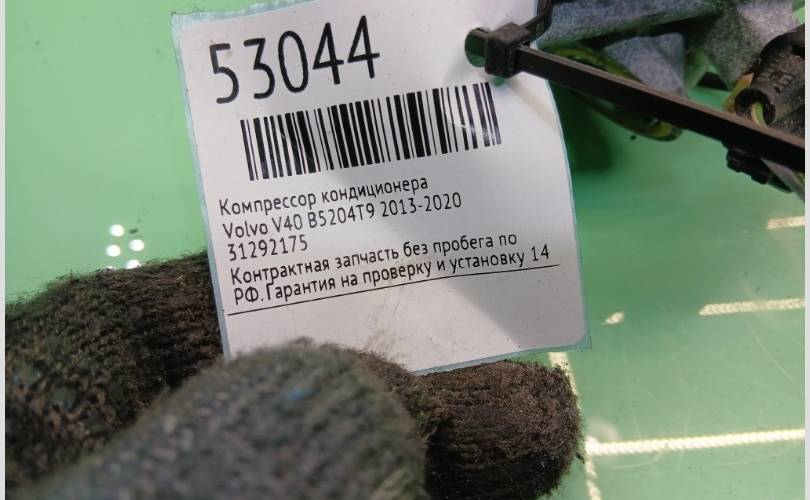 53044
Компрессор кондиционера
Volvo V40 B5204T9 2013-2020
31292175
Контрактная запчасть без пробега по
РФ.Гарантия на проверку и установку 14